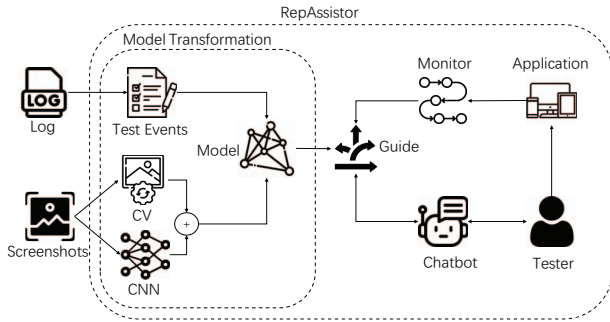 RepAssistor
Model Transformation
Monitor
Application
LOG
Log
Test Events
Model
Guide
CV
+
Screenshots
CNN
Chatbot
Tester